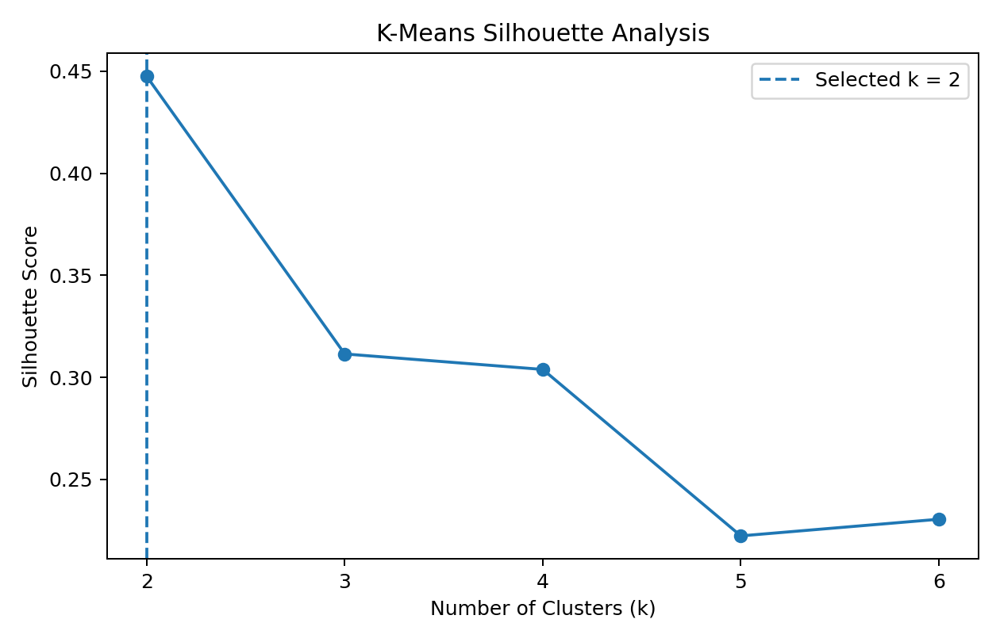 K-Means Silhouette Analysis
Selected k = 2
Silhouette Score
0.45
0.40
0.35
0.30
0.25
2 3 4 5 6
Number of Clusters (k)